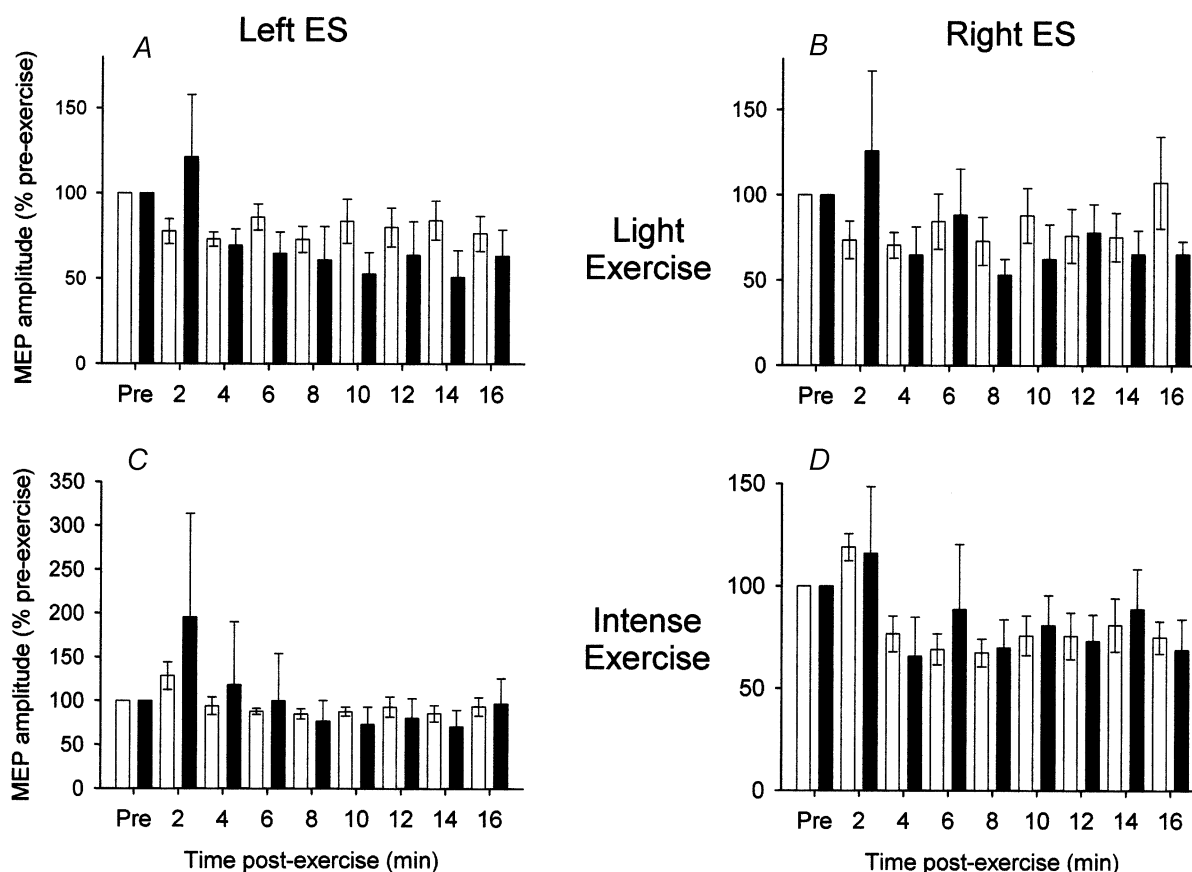 Left ES
Right ES
A
MEP amplitude (% pre-exercise)
150
100
50
0
Pre 2 4 6 8 10 12 14 16
B
150
100
50
0
Pre 2 4 6 8 10 12 14 16
Light
Exercise
C
MEP amplitude (% pre-exercise)
350
300
250
200
150
100
50
0
Pre 2 4 6 8 10 12 14 16
Time post-exercise (min)
D
150
100
50
0
Pre 2 4 6 8 10 12 14 16
Time post-exercise (min)
Intense
Exercise